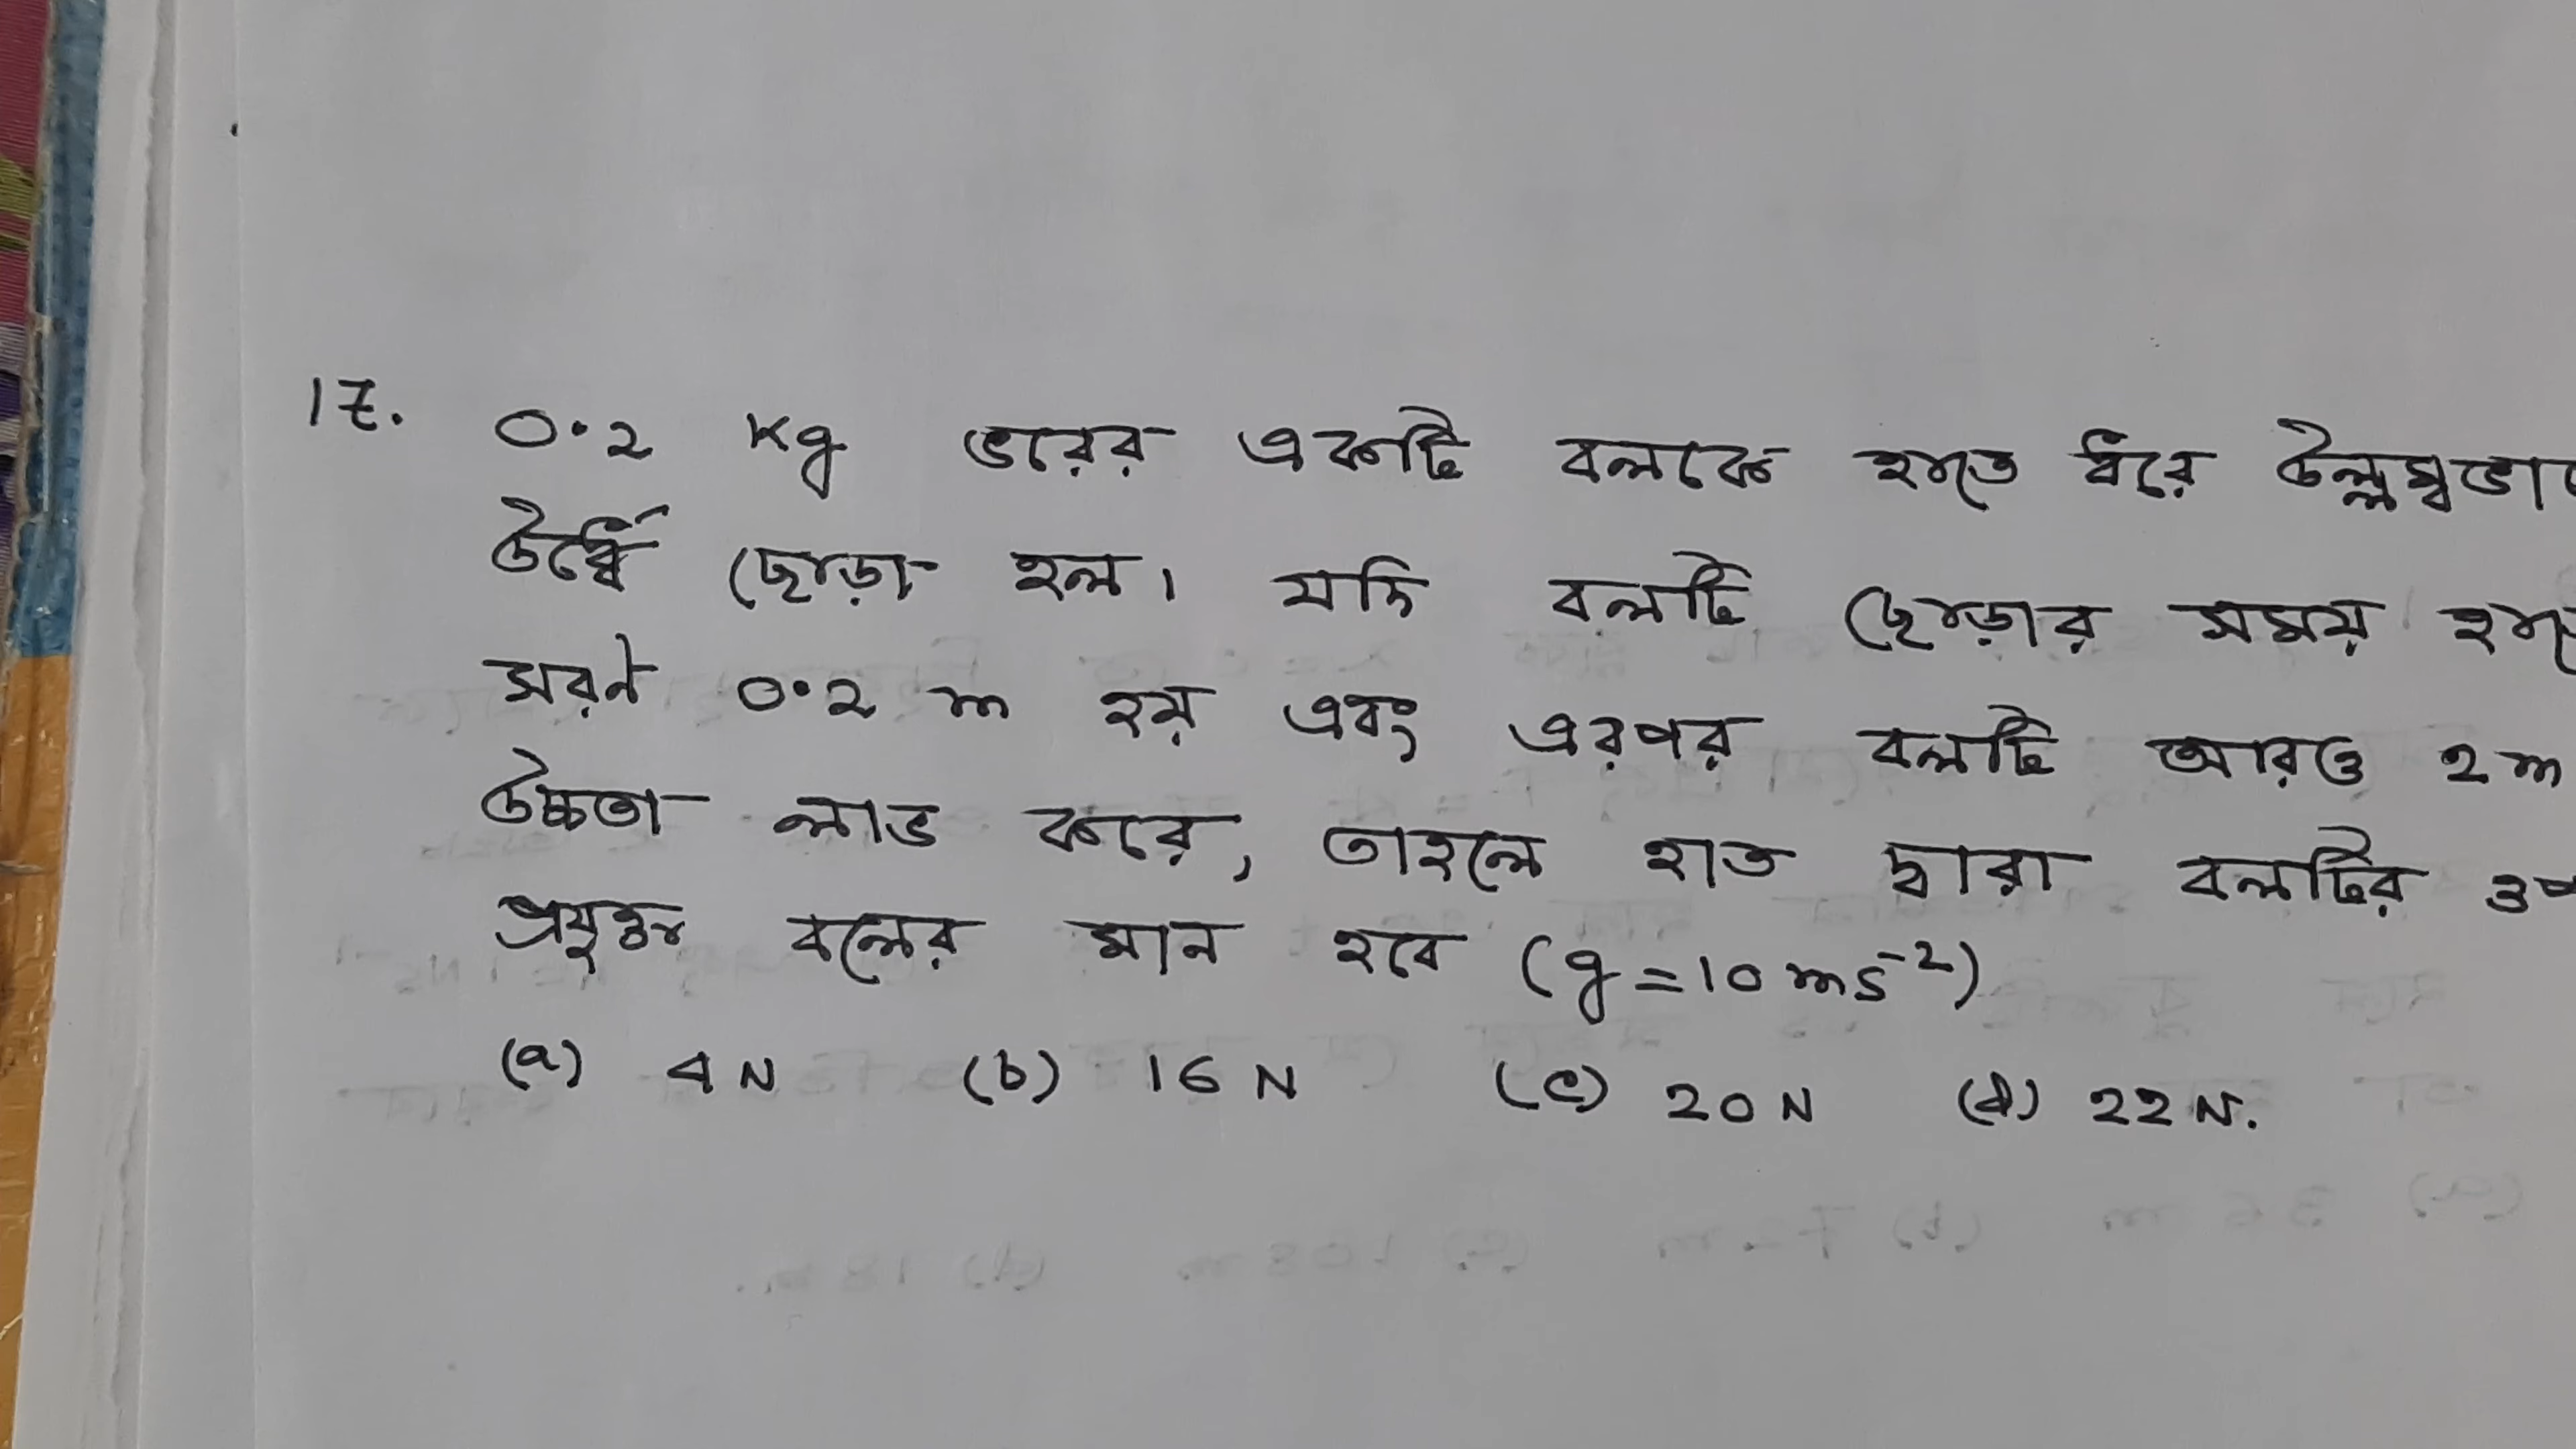 17. 0.2 kg ভরের একটি বলকে হাতে ধরে উল্লম্বভাবে
উর্ধ্বে ছোড়া হল। যদি বলটি ছোড়ার সময় হাতে
সরণ 0.2 m হয় এবং এরপর বলটি আরও 2 m
উচ্চতা লাভ করে, তাহলে হাত দ্বারা বলটির ওপ
প্রযুক্ত বলের মান হবে (g = 10 ms⁻²)
(a) 4 N (b) 16 N (c) 20 N (d) 22 N.